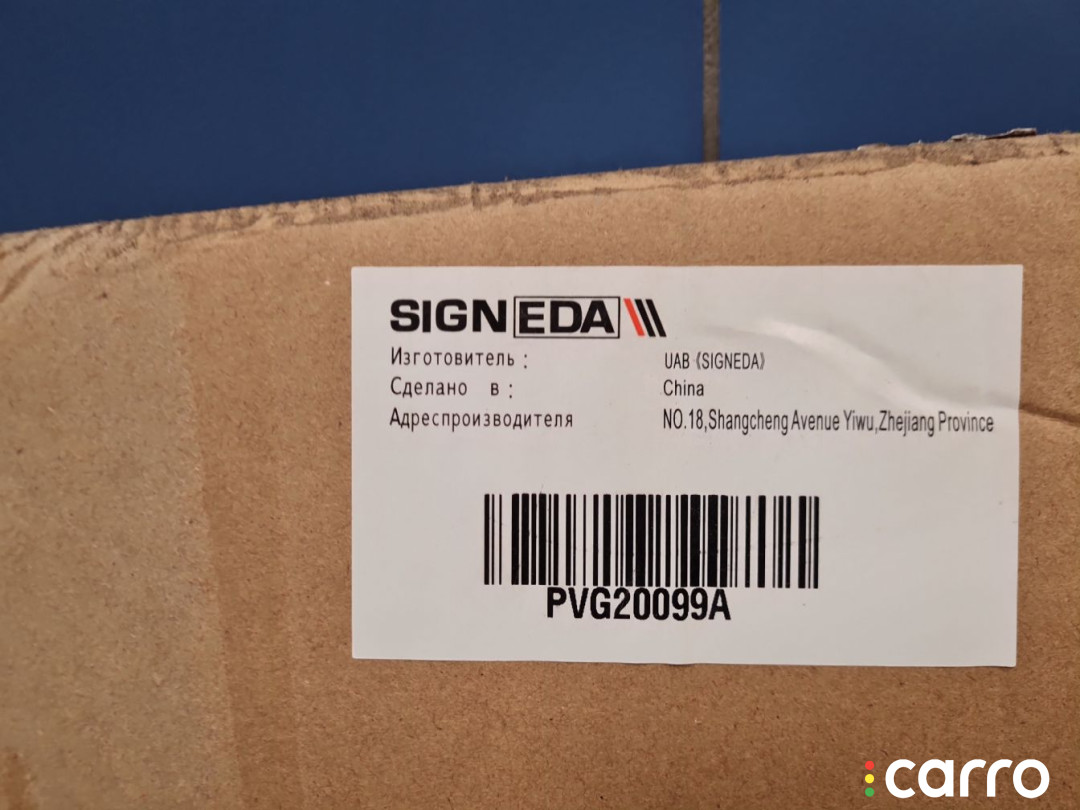 SIGNEDA
Изготовитель : UAB《SIGNEDA》
Сделано в : China
Адреспроизводителя NO.18,Shangcheng Avenue Yiwu,Zhejiang Province
PVG20099A
carro